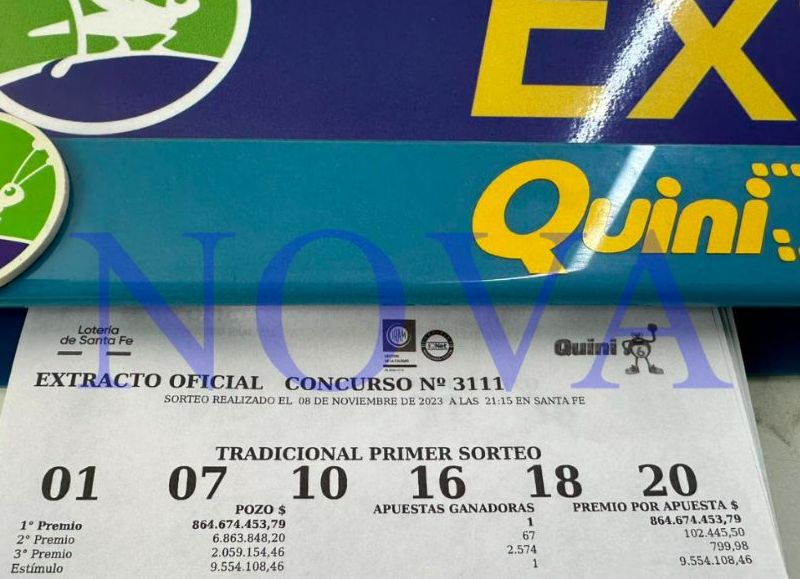 EX
Quini
NOVA
Lotería
de Santa Fe
IRAM
IQNet
Quini 6
EXTRACTO OFICIAL CONCURSO Nº 3111
SORTEO REALIZADO EL 08 DE NOVIEMBRE DE 2023 A LAS 21:15 EN SANTA FE
TRADICIONAL PRIMER SORTEO
01 07 10 16 18 20
POZO $ APUESTAS GANADORAS PREMIO POR APUESTA $
1° Premio 864.674.453,79 1 864.674.453,79
2° Premio 6.863.848,20 67 102.445,50
3° Premio 2.059.154,46 2.574 799,98
Estímulo 9.554.108,46 1 9.554.108,46